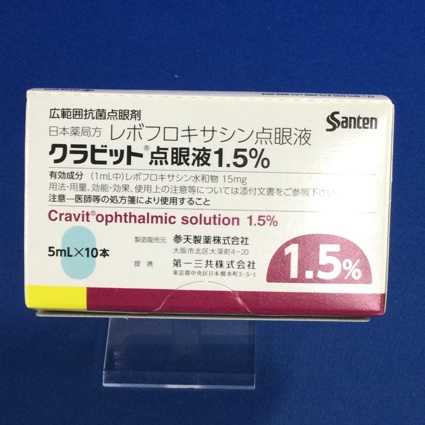 広範囲抗菌点眼剤
Santen
日本薬局方 レボフロキサシン点眼液
クラビット®点眼液1.5%
有効成分 (1mL中)レボフロキサシン水和物 15mg
用法・用量、効能・効果、使用上の注意等については添付文書をご参照下さい
注意―医師等の処方箋により使用すること
Cravit®ophthalmic solution 1.5%
5mL×10本
製造販売元 参天製薬株式会社
大阪市北区大深町4-20
提携 第一三共株式会社
東京都中央区日本橋本町3-5-1
1.5%